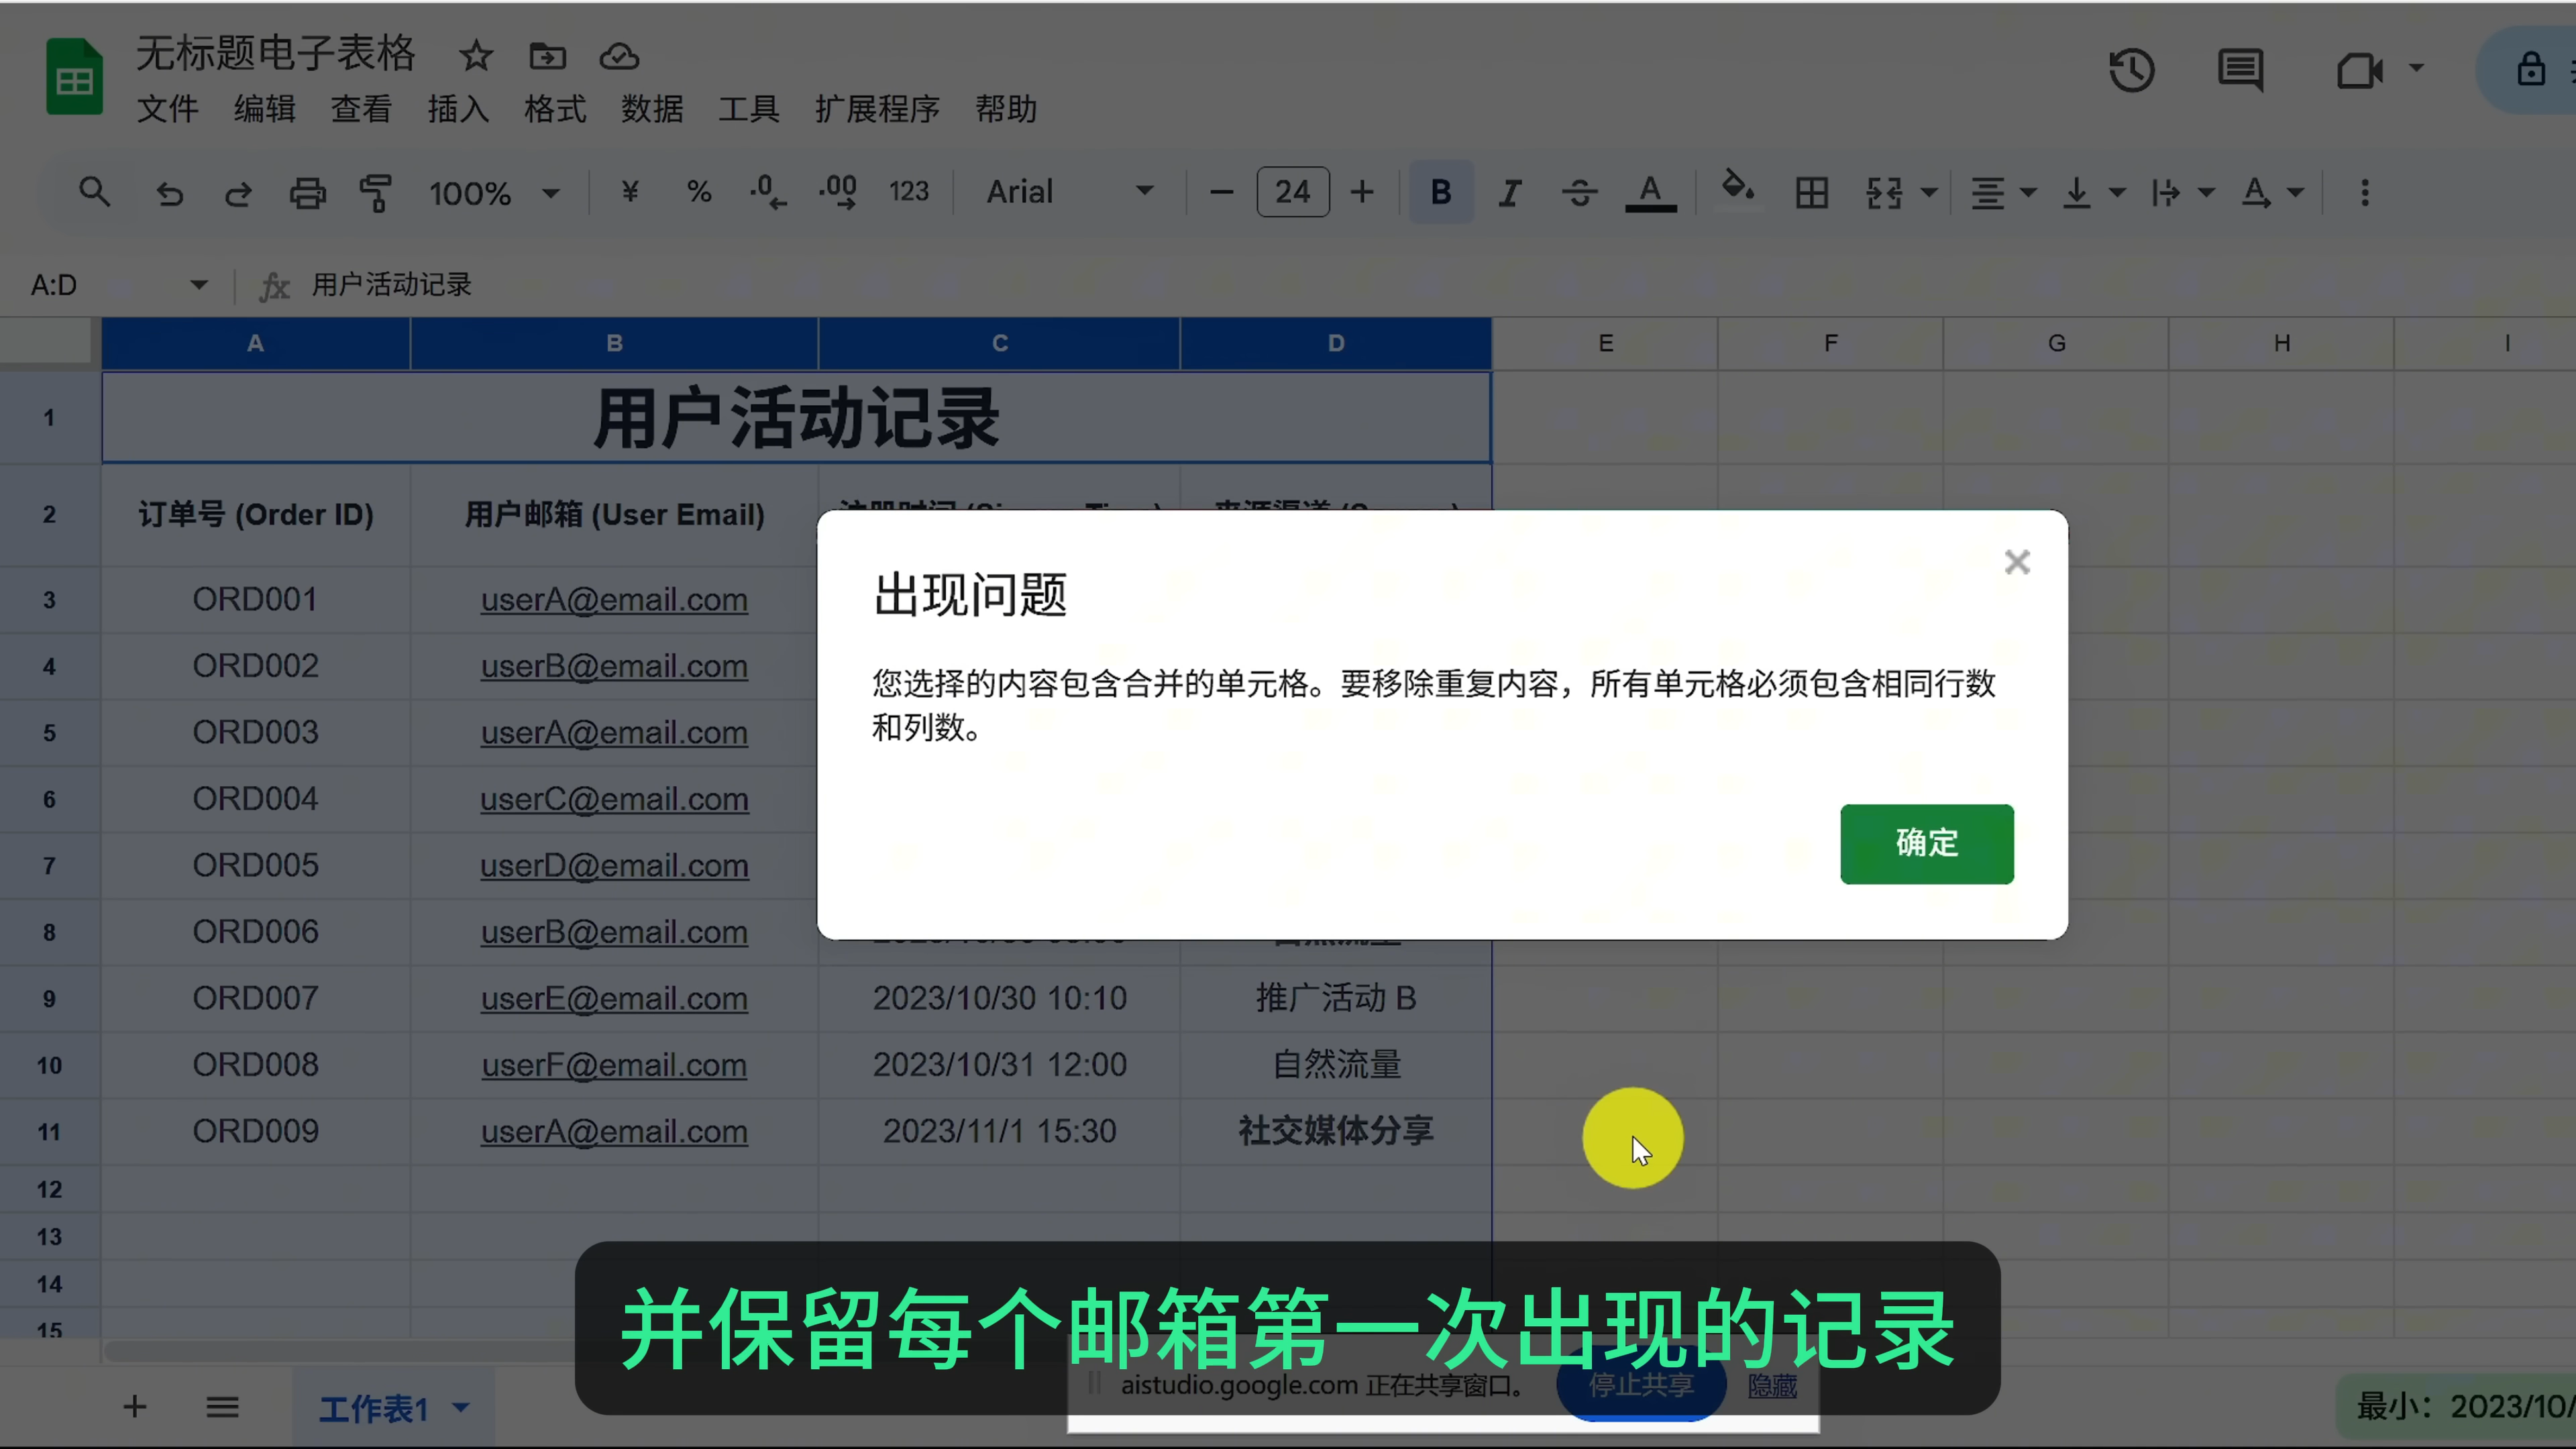 无标题电子表格
文件 编辑 查看 插入 格式 数据 工具 扩展程序 帮助
100% ¥ % .0 .00 123 Arial 24 B I A A
A:D fx 用户活动记录
A B C D E F G H I
1 用户活动记录
2 订单号 (Order ID) 用户邮箱 (User Email)
出现问题
您选择的内容包含合并的单元格。要移除重复内容，所有单元格必须包含相同行数
和列数。
确定
3 ORD001 userA@email.com
4 ORD002 userB@email.com
5 ORD003 userA@email.com
6 ORD004 userC@email.com
7 ORD005 userD@email.com
8 ORD006 userB@email.com
9 ORD007 userE@email.com 2023/10/30 10:10 推广活动 B
10 ORD008 userF@email.com 2023/10/31 12:00 自然流量
11 ORD009 userA@email.com 2023/11/1 15:30 社交媒体分享
12
13
14
15
并保留每个邮箱第一次出现的记录
aistudio.google.com 正在共享窗口。 停止共享 隐藏
工作表1 最小：2023/10/